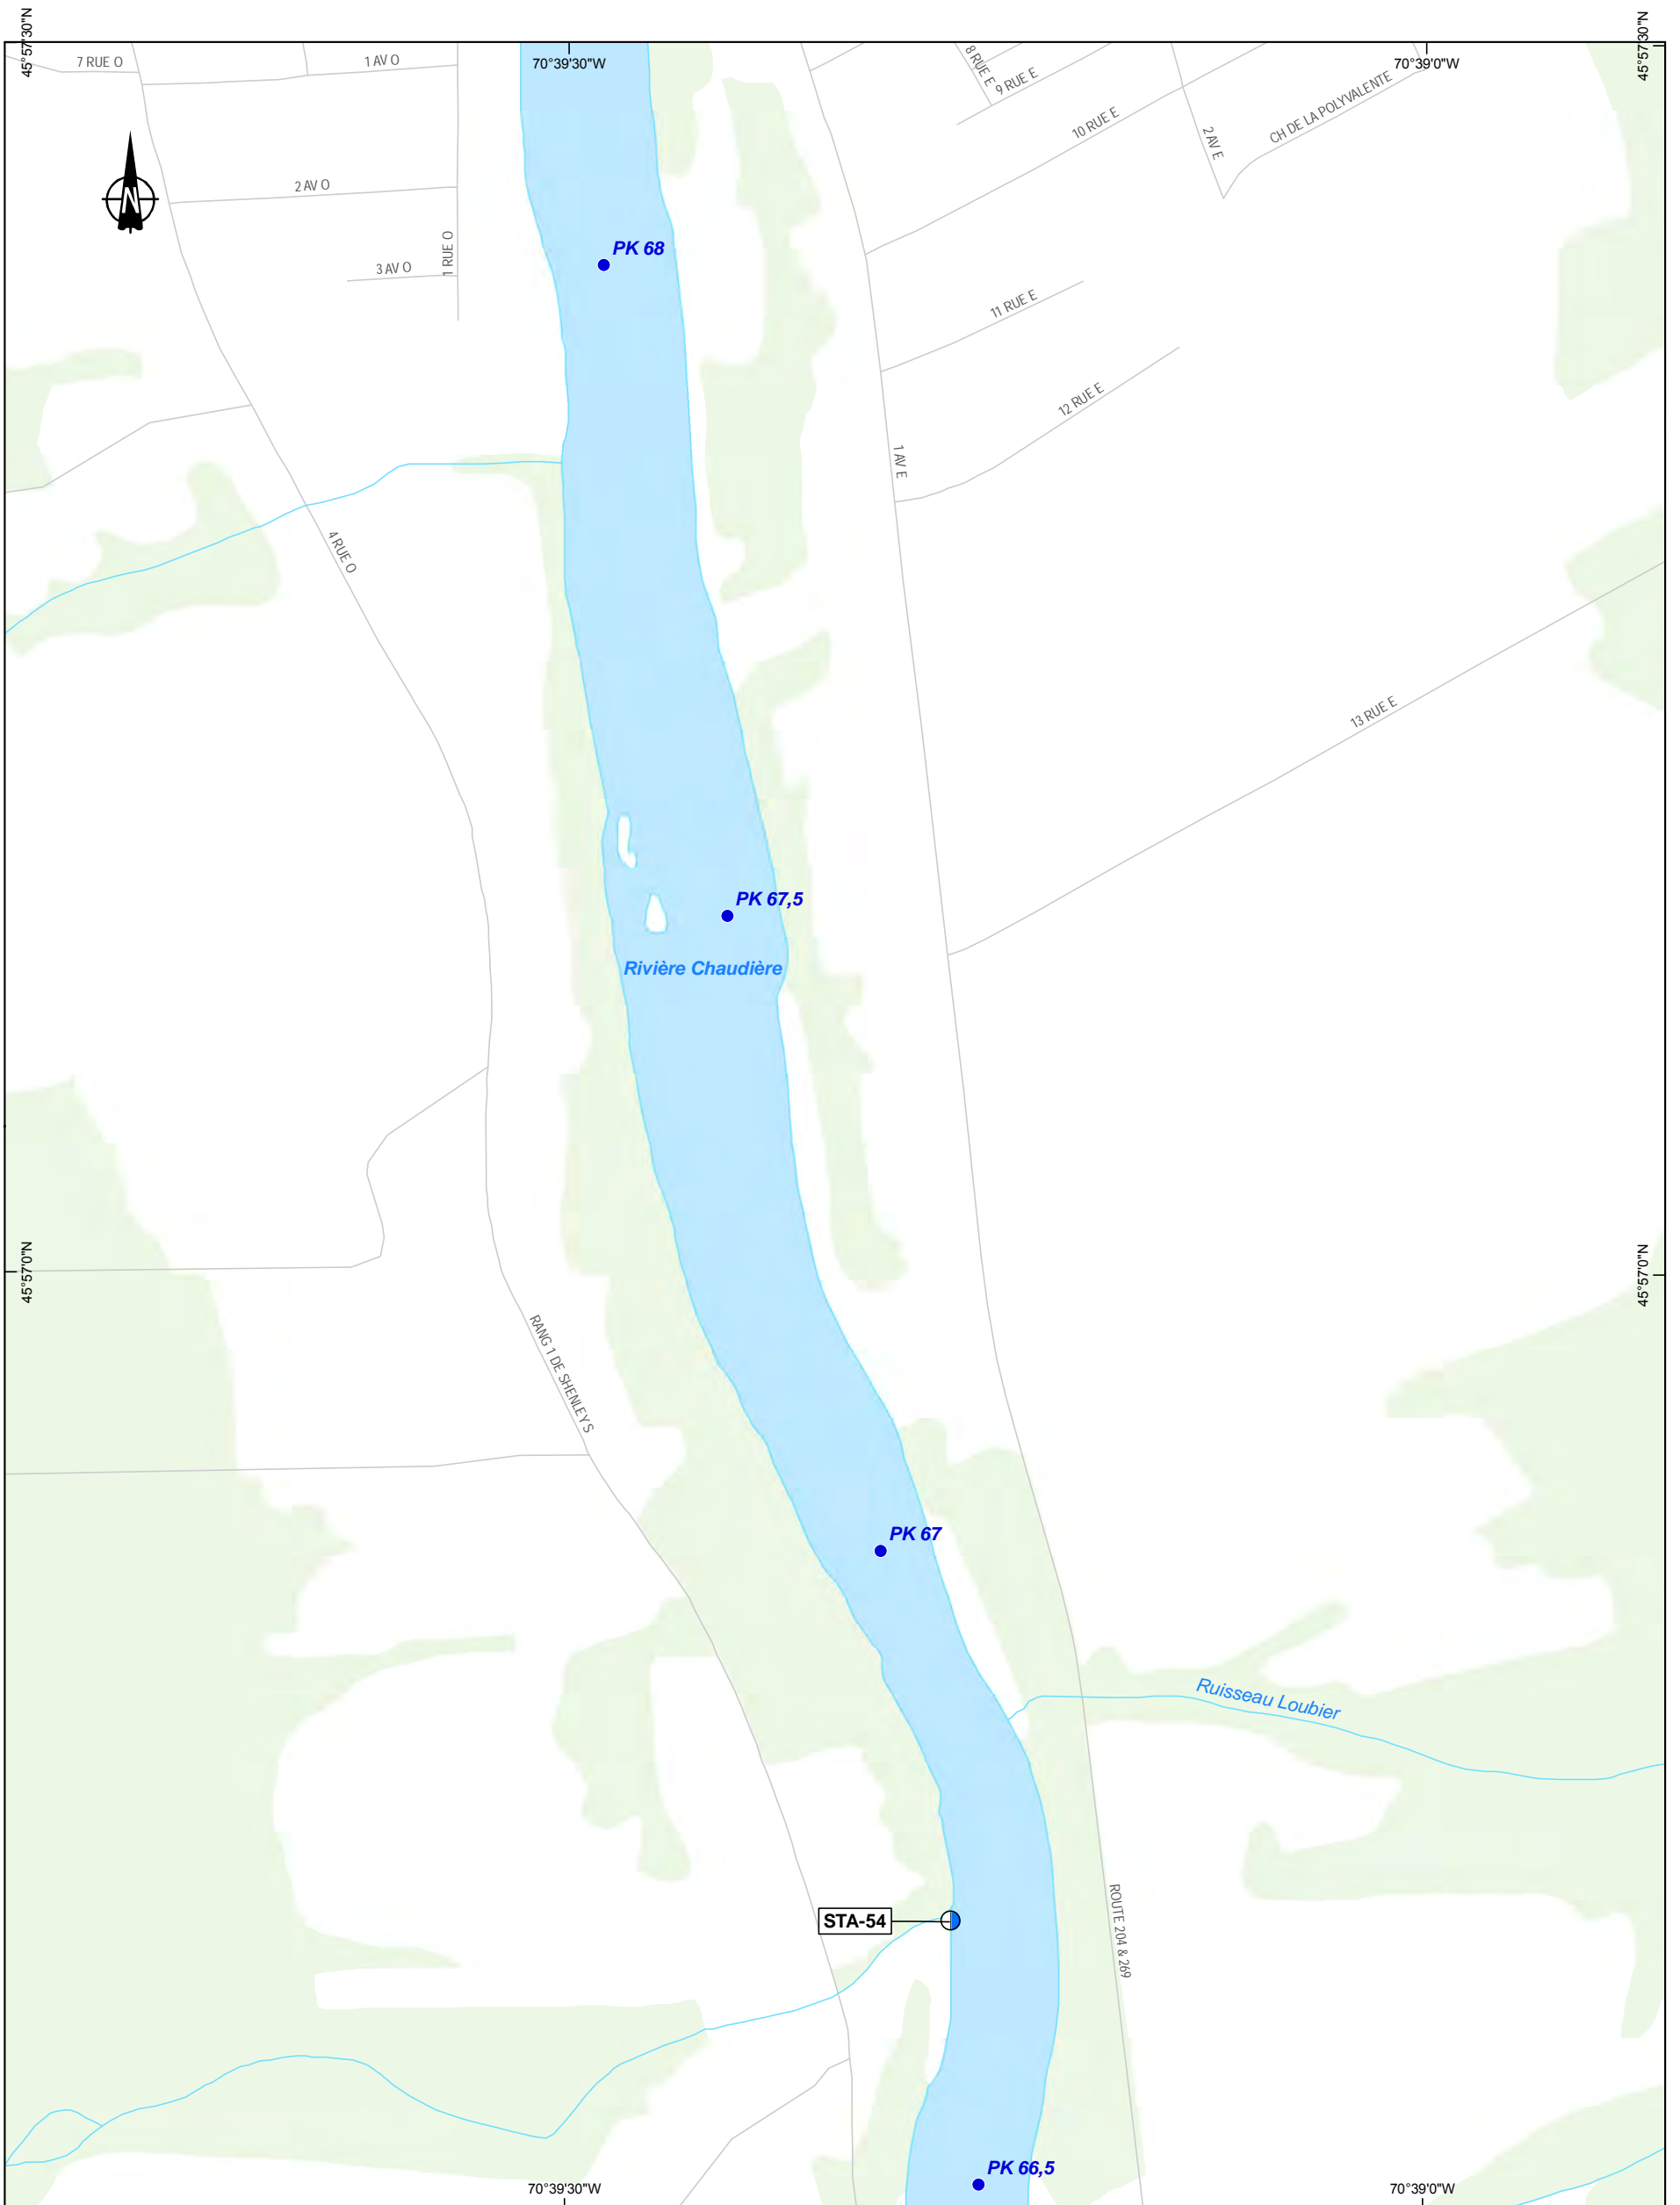 45°57'30"N
45°57'30"N
7 RUE O
1 AV O
70°39'30"W
8 RUE E
9 RUE E
70°39'0"W
10 RUE E
2 AV E
CH DE LA POLYVALENTE
N
2 AV O
1 RUE O
3 AV O
PK 68
11 RUE E
12 RUE E
1 AV E
4 RUE O
13 RUE E
PK 67,5
Rivière Chaudière
45°57'0"N
45°57'0"N
RANG 1 DE SHENLEY S
PK 67
Ruisseau Loubier
STA-54
ROUTE 204 & 269
PK 66,5
70°39'30"W
70°39'0"W